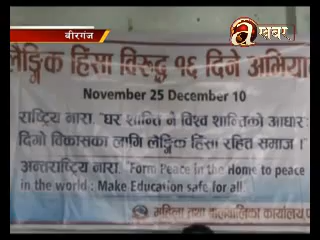 वीरगंज
खबर
लैङ्गिक हिंसा विरुद्ध १६ दिने अभिया
November 25 December 10
राष्ट्रिय नारा "घर शान्ति नै विश्व शान्तिको आधार
दिगो विकासका लागि लैङ्गिक हिंसा रहित समाज ।"
अन्तराष्ट्रिय नारा, "Form Peace in the Home to peace
in the world : Make Education safe for all.
महिला तथा बालबालिका कार्यालय, प